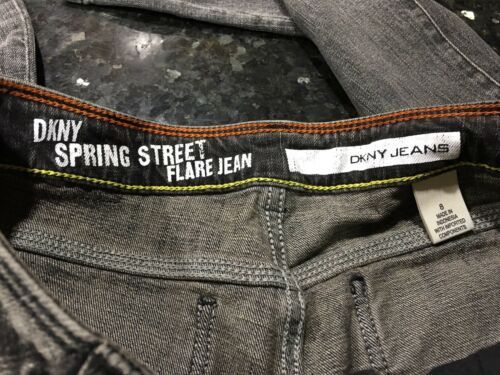 DKNY
SPRING STREET
FLARE JEAN
DKNY JEANS
8
MADE IN
INDONESIA
WITH IMPORTED
COMPONENTS